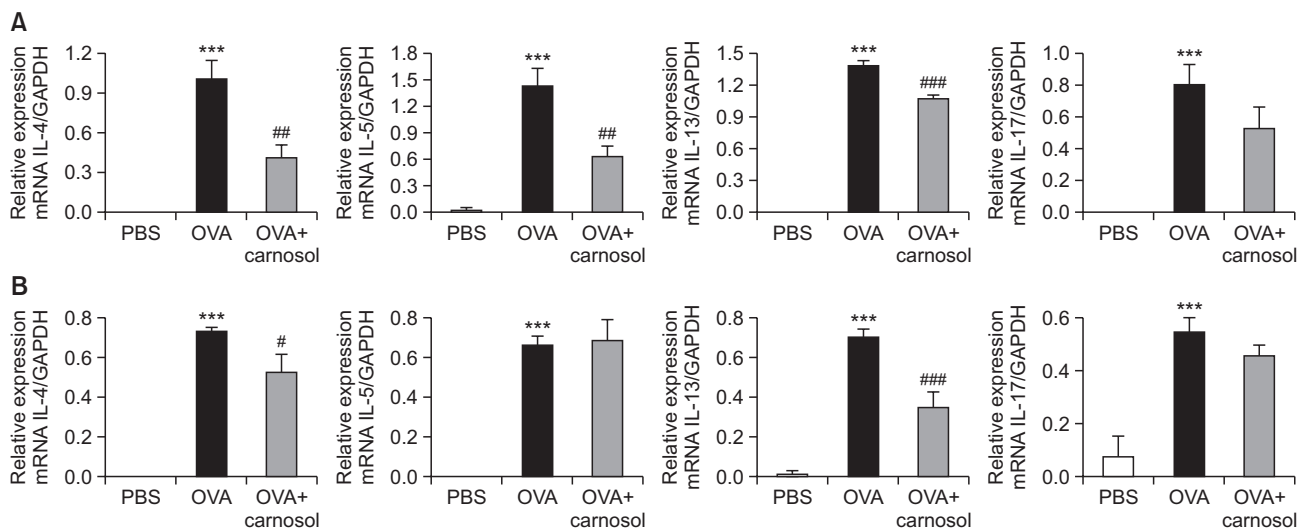 A
Relative expression
mRNA IL-4/GAPDH
1.2
0.9
0.6
0.3
0.0
***
##
PBS
OVA
OVA+
carnosol
Relative expression
mRNA IL-5/GAPDH
1.8
1.5
1.2
0.9
0.6
0.3
0.0
***
##
PBS
OVA
OVA+
carnosol
Relative expression
mRNA IL-13/GAPDH
1.5
1.2
0.9
0.6
0.3
0.0
***
###
PBS
OVA
OVA+
carnosol
Relative expression
mRNA IL-17/GAPDH
1.0
0.8
0.6
0.4
0.2
0.0
***
PBS
OVA
OVA+
carnosol
B
Relative expression
mRNA IL-4/GAPDH
0.8
0.6
0.4
0.2
0.0
***
#
PBS
OVA
OVA+
carnosol
Relative expression
mRNA IL-5/GAPDH
0.8
0.6
0.4
0.2
0.0
***
PBS
OVA
OVA+
carnosol
Relative expression
mRNA IL-13/GAPDH
0.8
0.6
0.4
0.2
0.0
***
###
PBS
OVA
OVA+
carnosol
Relative expression
mRNA IL-17/GAPDH
0.6
0.4
0.2
0.0
***
PBS
OVA
OVA+
carnosol